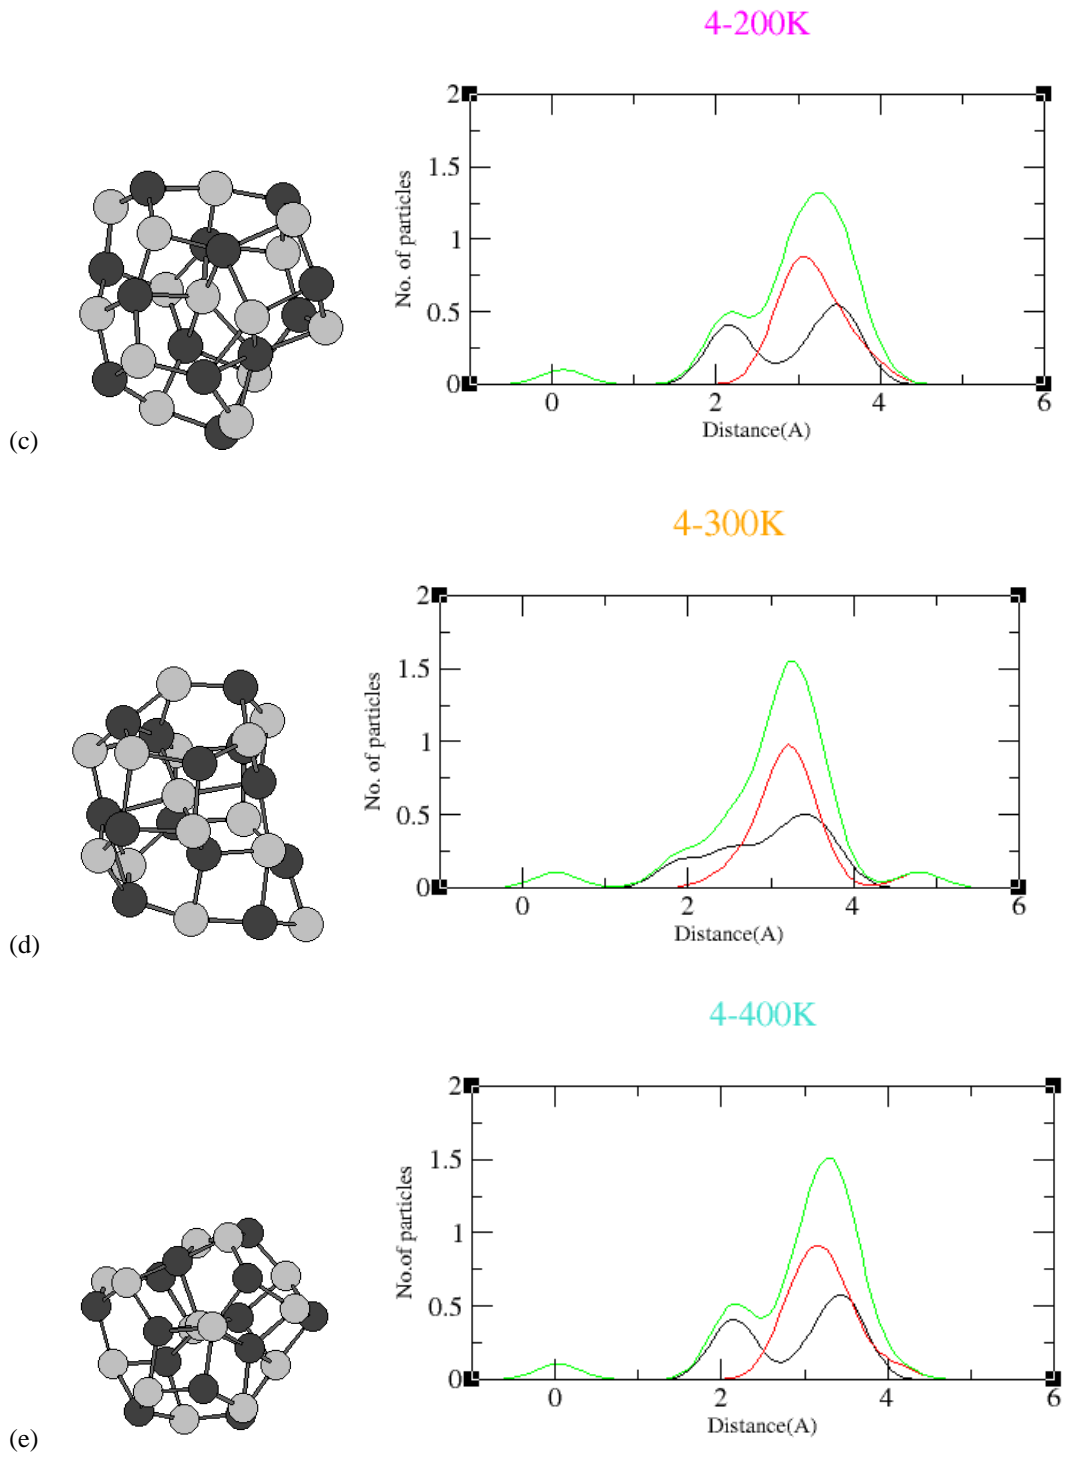 4-200K
2
1.5
1
0.5
0
No. of particles
0 2 4 6
Distance(A)
(c)
4-300K
2
1.5
1
0.5
0
No. of particles
0 2 4 6
Distance(A)
(d)
4-400K
2
1.5
1
0.5
0
No.of particles
0 2 4 6
Distance(A)
(e)